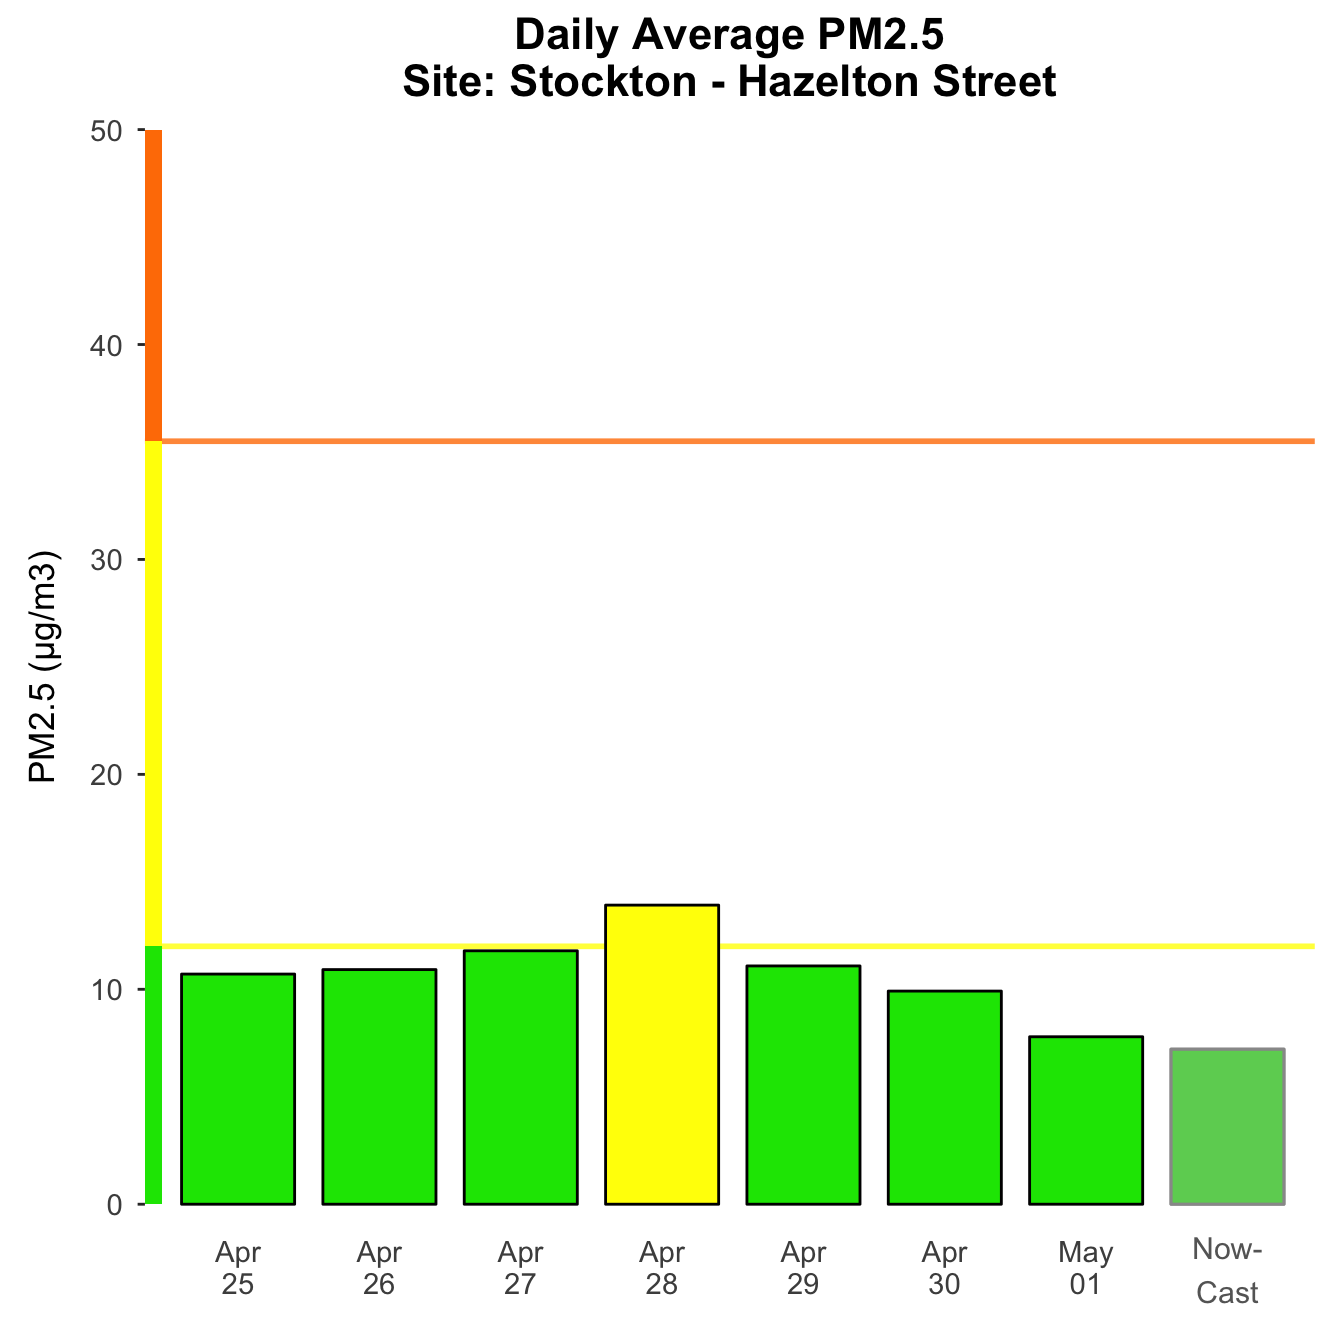 Daily Average PM2.5
Site: Stockton - Hazelton Street
PM2.5 (µg/m3)
50
40
30
20
10
0
Apr
25
Apr
26
Apr
27
Apr
28
Apr
29
Apr
30
May
01
Now-
Cast